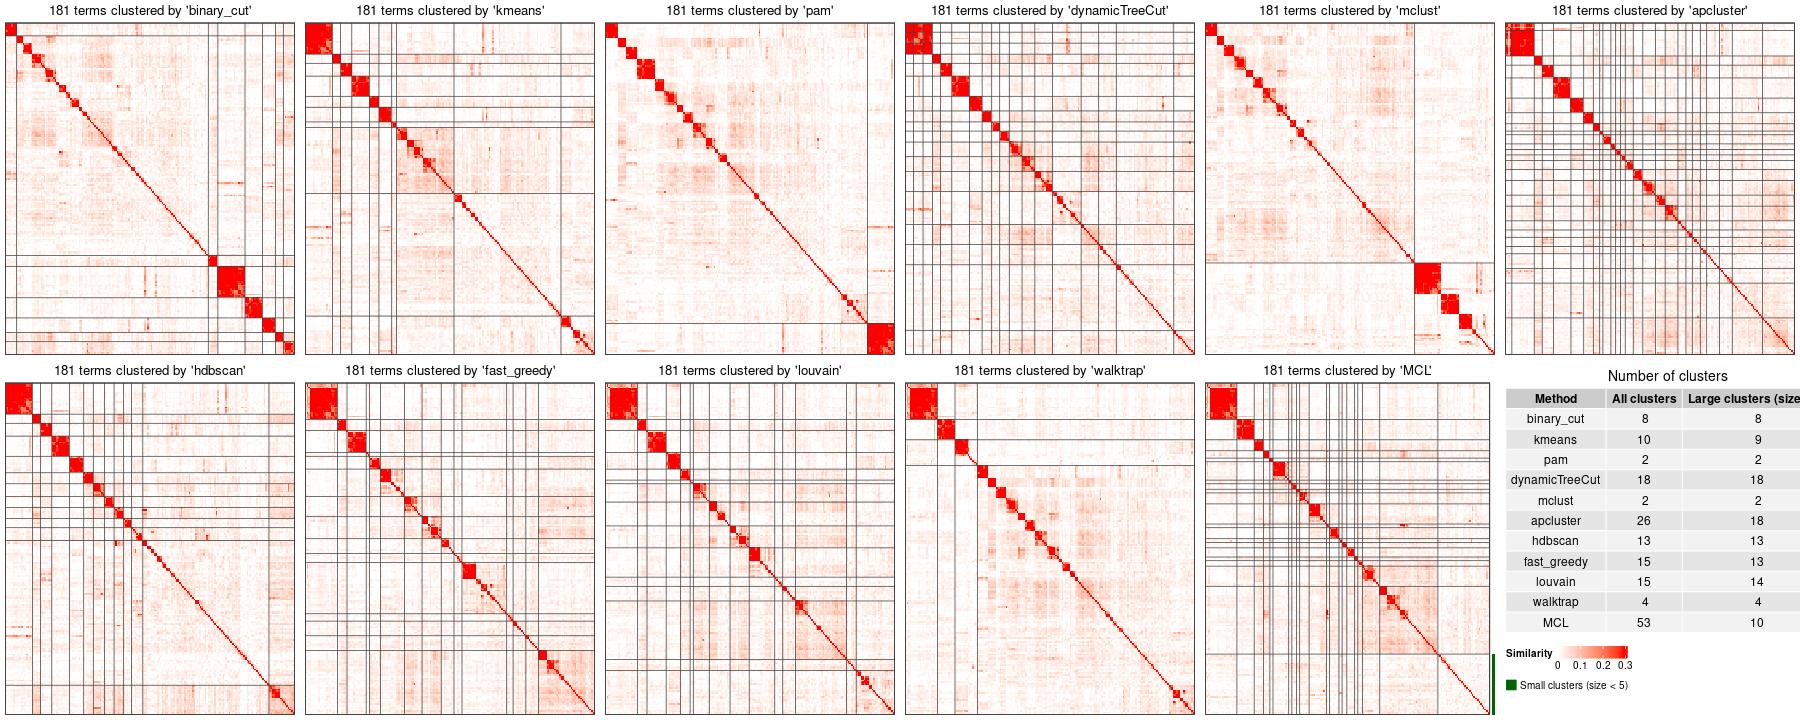 181 terms clustered by 'binary_cut'
181 terms clustered by 'kmeans'
181 terms clustered by 'pam'
181 terms clustered by 'dynamicTreeCut'
181 terms clustered by 'mclust'
181 terms clustered by 'apcluster'
181 terms clustered by 'hdbscan'
181 terms clustered by 'fast_greedy'
181 terms clustered by 'louvain'
181 terms clustered by 'walktrap'
181 terms clustered by 'MCL'
Number of clusters
Method All clusters Large clusters (size
binary_cut 8 8
kmeans 10 9
pam 2 2
dynamicTreeCut 18 18
mclust 2 2
apcluster 26 18
hdbscan 13 13
fast_greedy 15 13
louvain 15 14
walktrap 4 4
MCL 53 10
Similarity
0 0.1 0.2 0.3
Small clusters (size < 5)